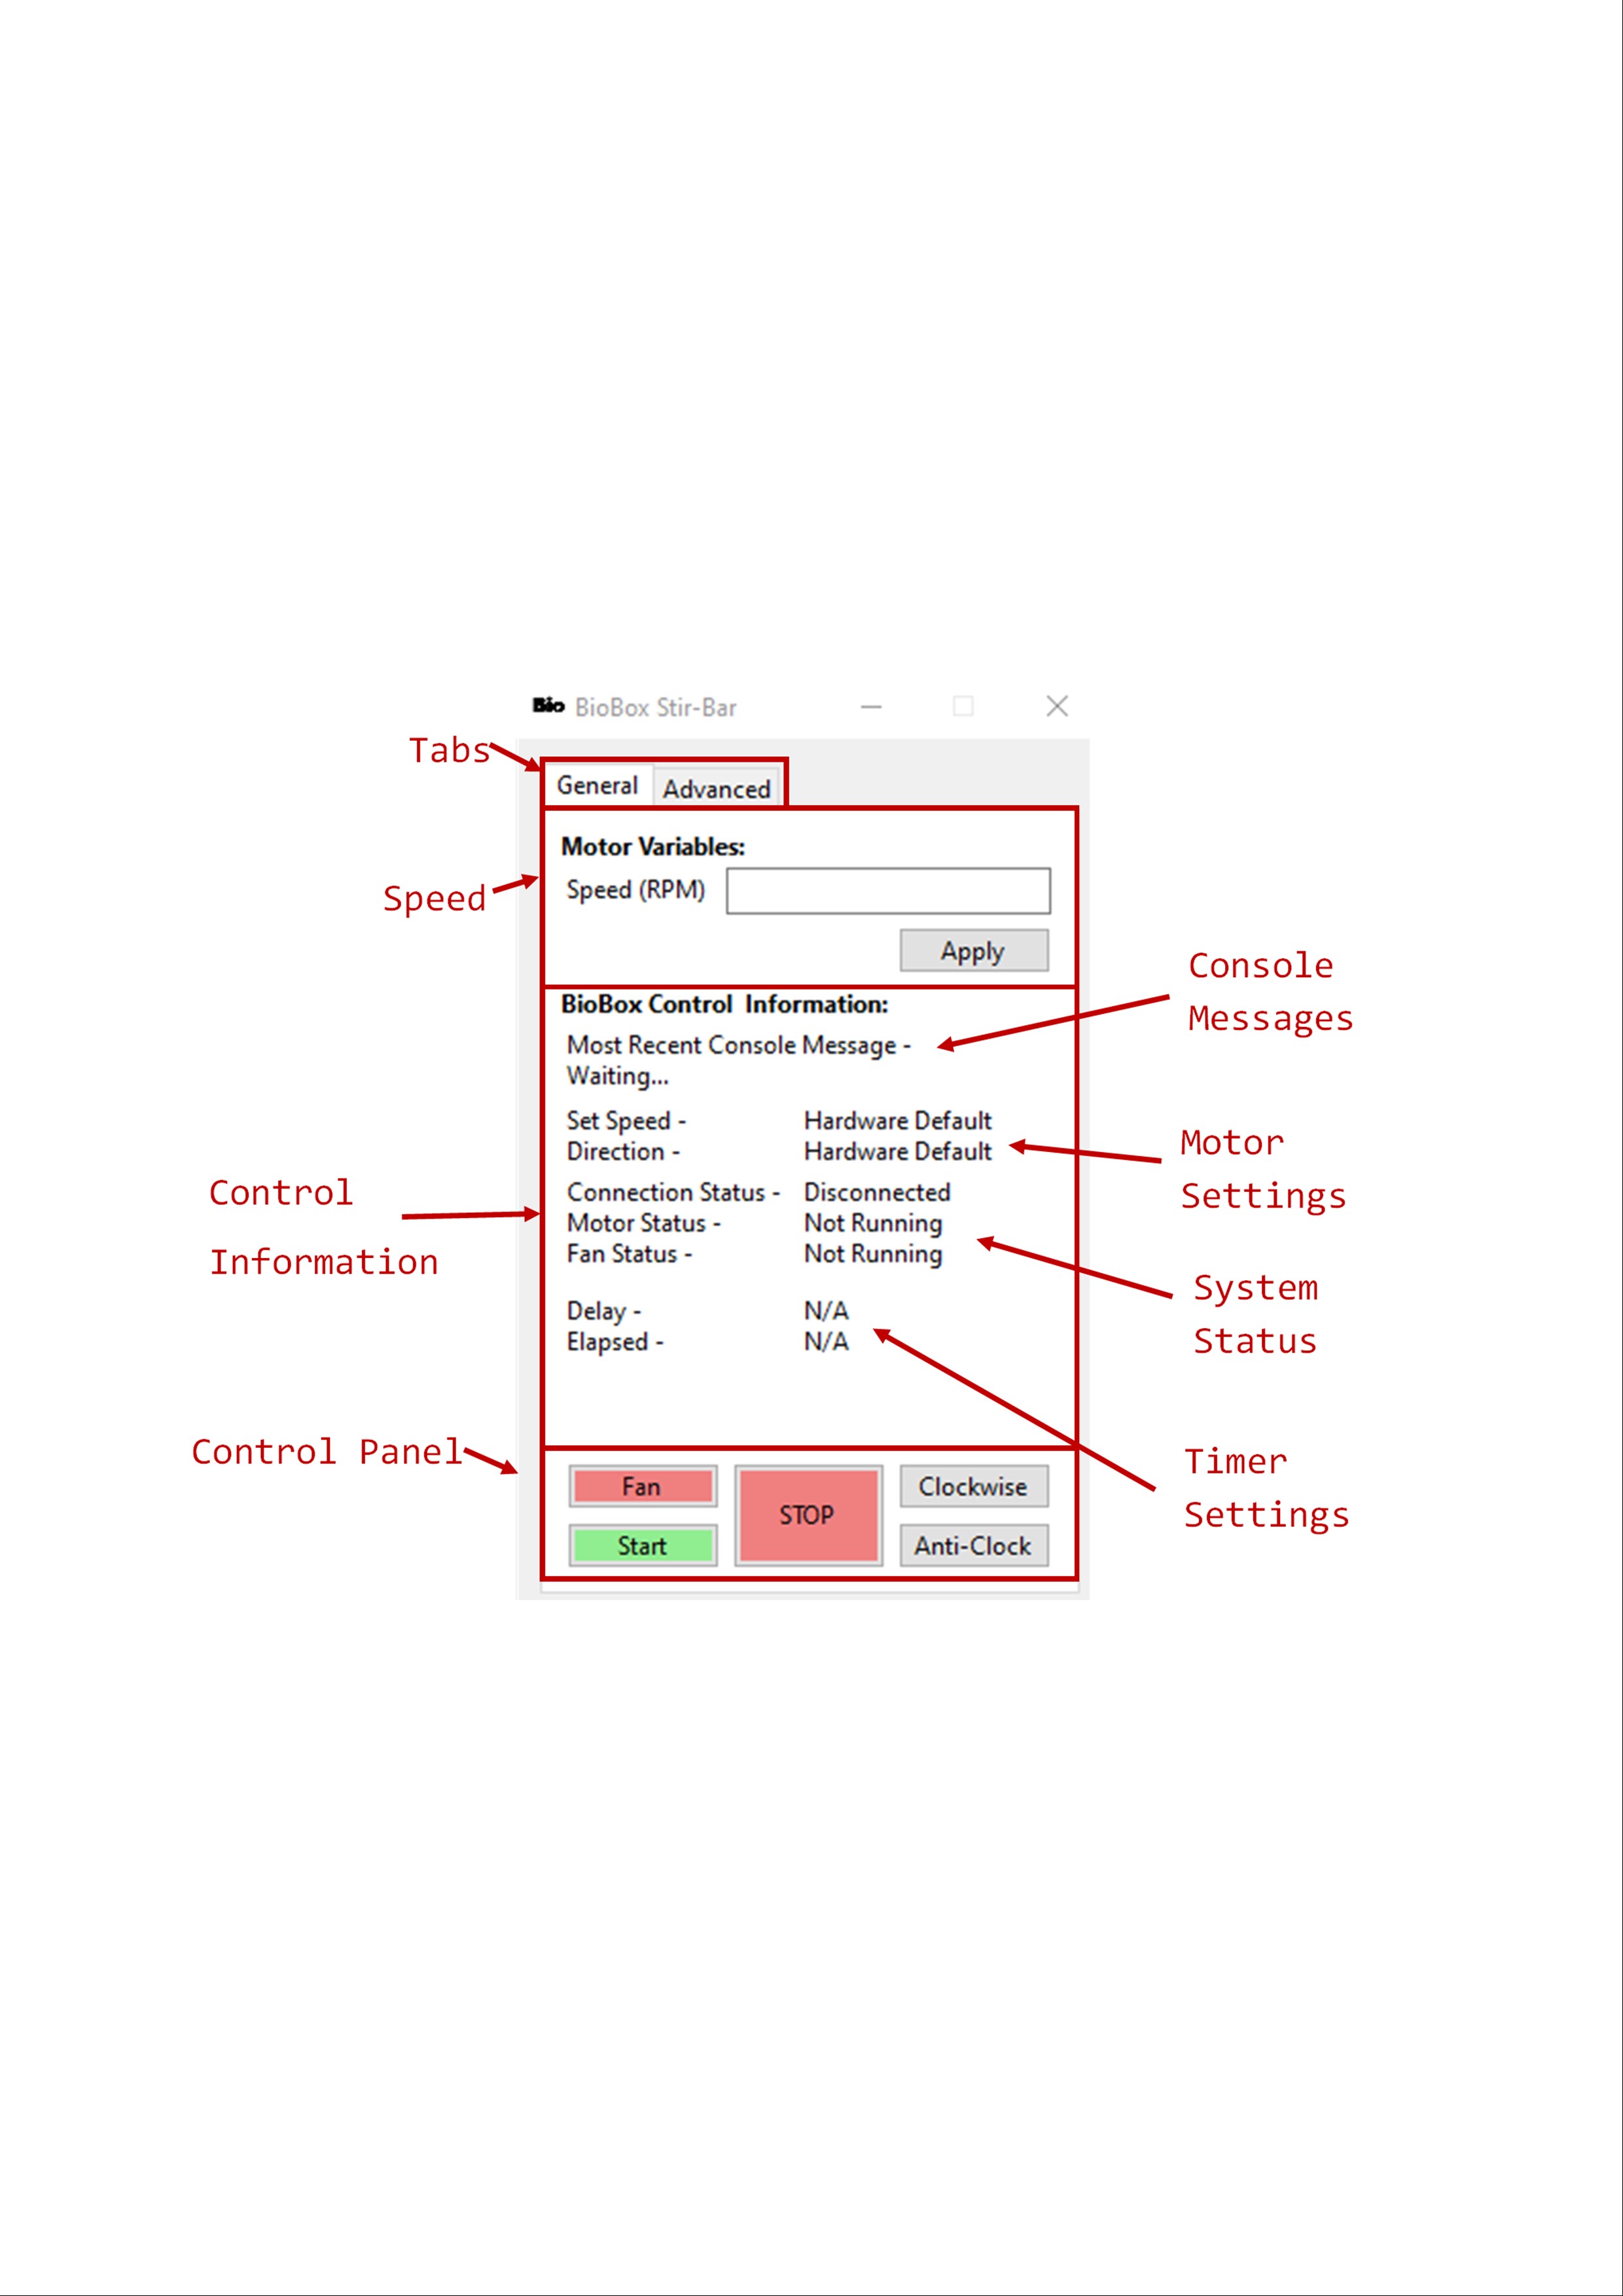 Bio BioBox Stir-Bar
Tabs
General Advanced
Motor Variables:
Speed (RPM)
Speed
Apply
Console
Messages
BioBox Control Information:
Most Recent Console Message -
Waiting...
Set Speed - Hardware Default
Direction - Hardware Default
Motor
Settings
Connection Status - Disconnected
Motor Status - Not Running
Fan Status - Not Running
Control
Information
System
Status
Delay - N/A
Elapsed - N/A
Control Panel
Timer
Settings
Fan STOP Clockwise
Start Anti-Clock